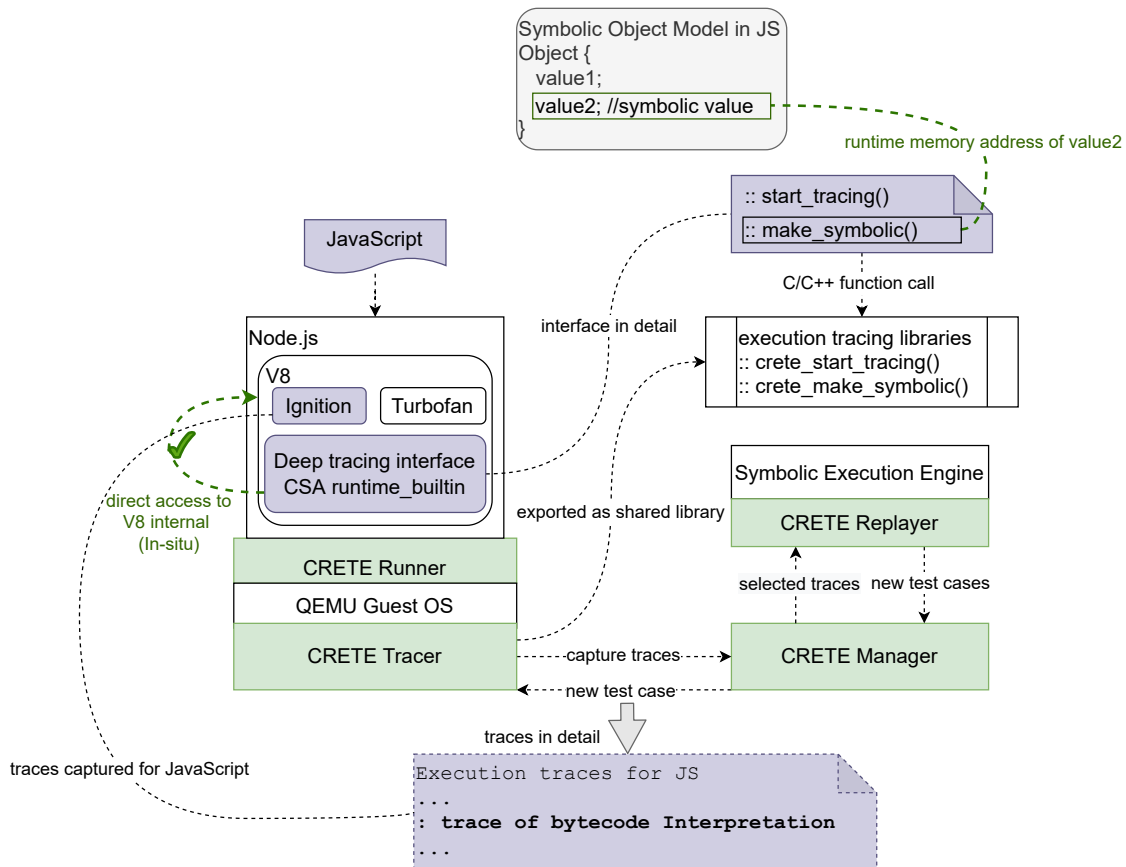 Symbolic Object Model in JS
Object {
value1;
value2; //symbolic value
}
runtime memory address of value2
:: start_tracing()
:: make_symbolic()
JavaScript
C/C++ function call
Node.js
interface in detail
execution tracing libraries
:: crete_start_tracing()
:: crete_make_symbolic()
V8
Ignition
Turbofan
Deep tracing interface
CSA runtime_builtin
Symbolic Execution Engine
direct access to
V8 internal
(In-situ)
exported as shared library
CRETE Replayer
CRETE Runner
selected traces
new test cases
QEMU Guest OS
CRETE Tracer
capture traces
CRETE Manager
new test case
traces in detail
traces captured for JavaScript
Execution traces for JS
...
: trace of bytecode Interpretation
...